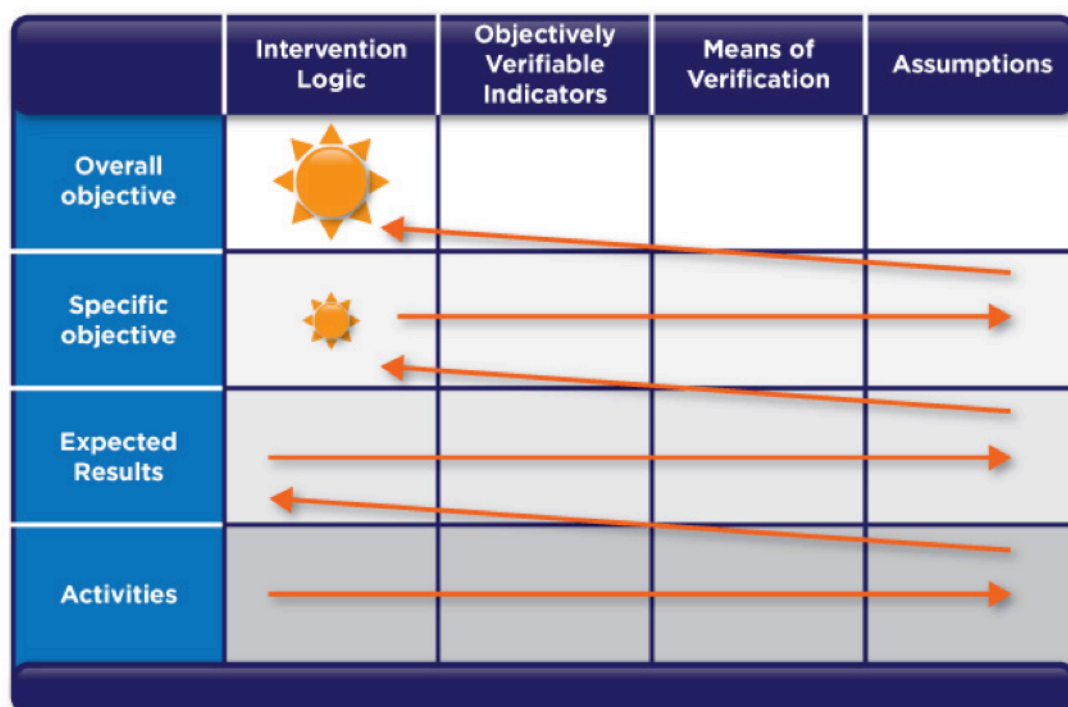 Intervention
Logic
Objectively
Verifiable
Indicators
Means of
Verification
Assumptions
Overall
objective
Specific
objective
Expected
Results
Activities